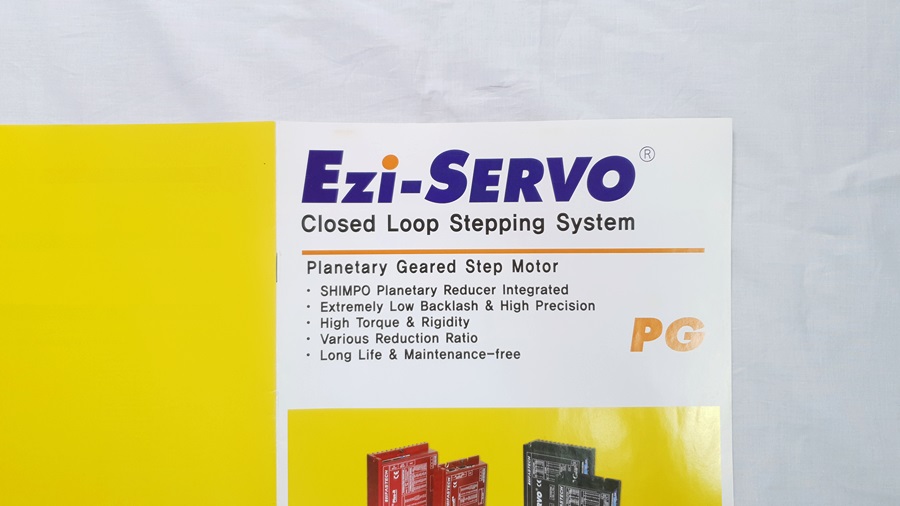 Ezi-SERVO®
Closed Loop Stepping System
Planetary Geared Step Motor
· SHIMPO Planetary Reducer Integrated
· Extremely Low Backlash & High Precision
· High Torque & Rigidity
· Various Reduction Ratio
· Long Life & Maintenance-free
PG
FASTECH